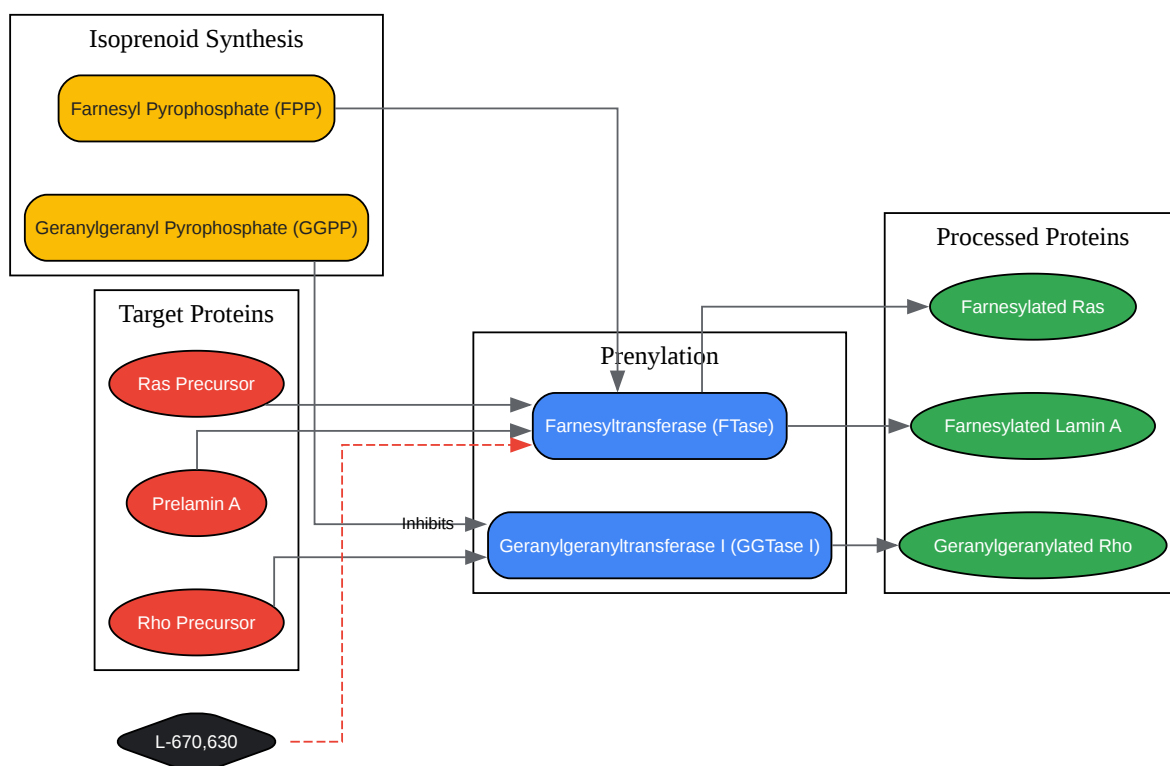 Isoprenoid Synthesis
Farnesyl Pyrophosphate (FPP)
Geranylgeranyl Pyrophosphate (GGPP)
Target Proteins
Ras Precursor
Prelamin A
Rho Precursor
L-670,630
Inhibits
Prenylation
Farnesyltransferase (FTase)
Geranylgeranyltransferase I (GGTase I)
Processed Proteins
Farnesylated Ras
Farnesylated Lamin A
Geranylgeranylated Rho